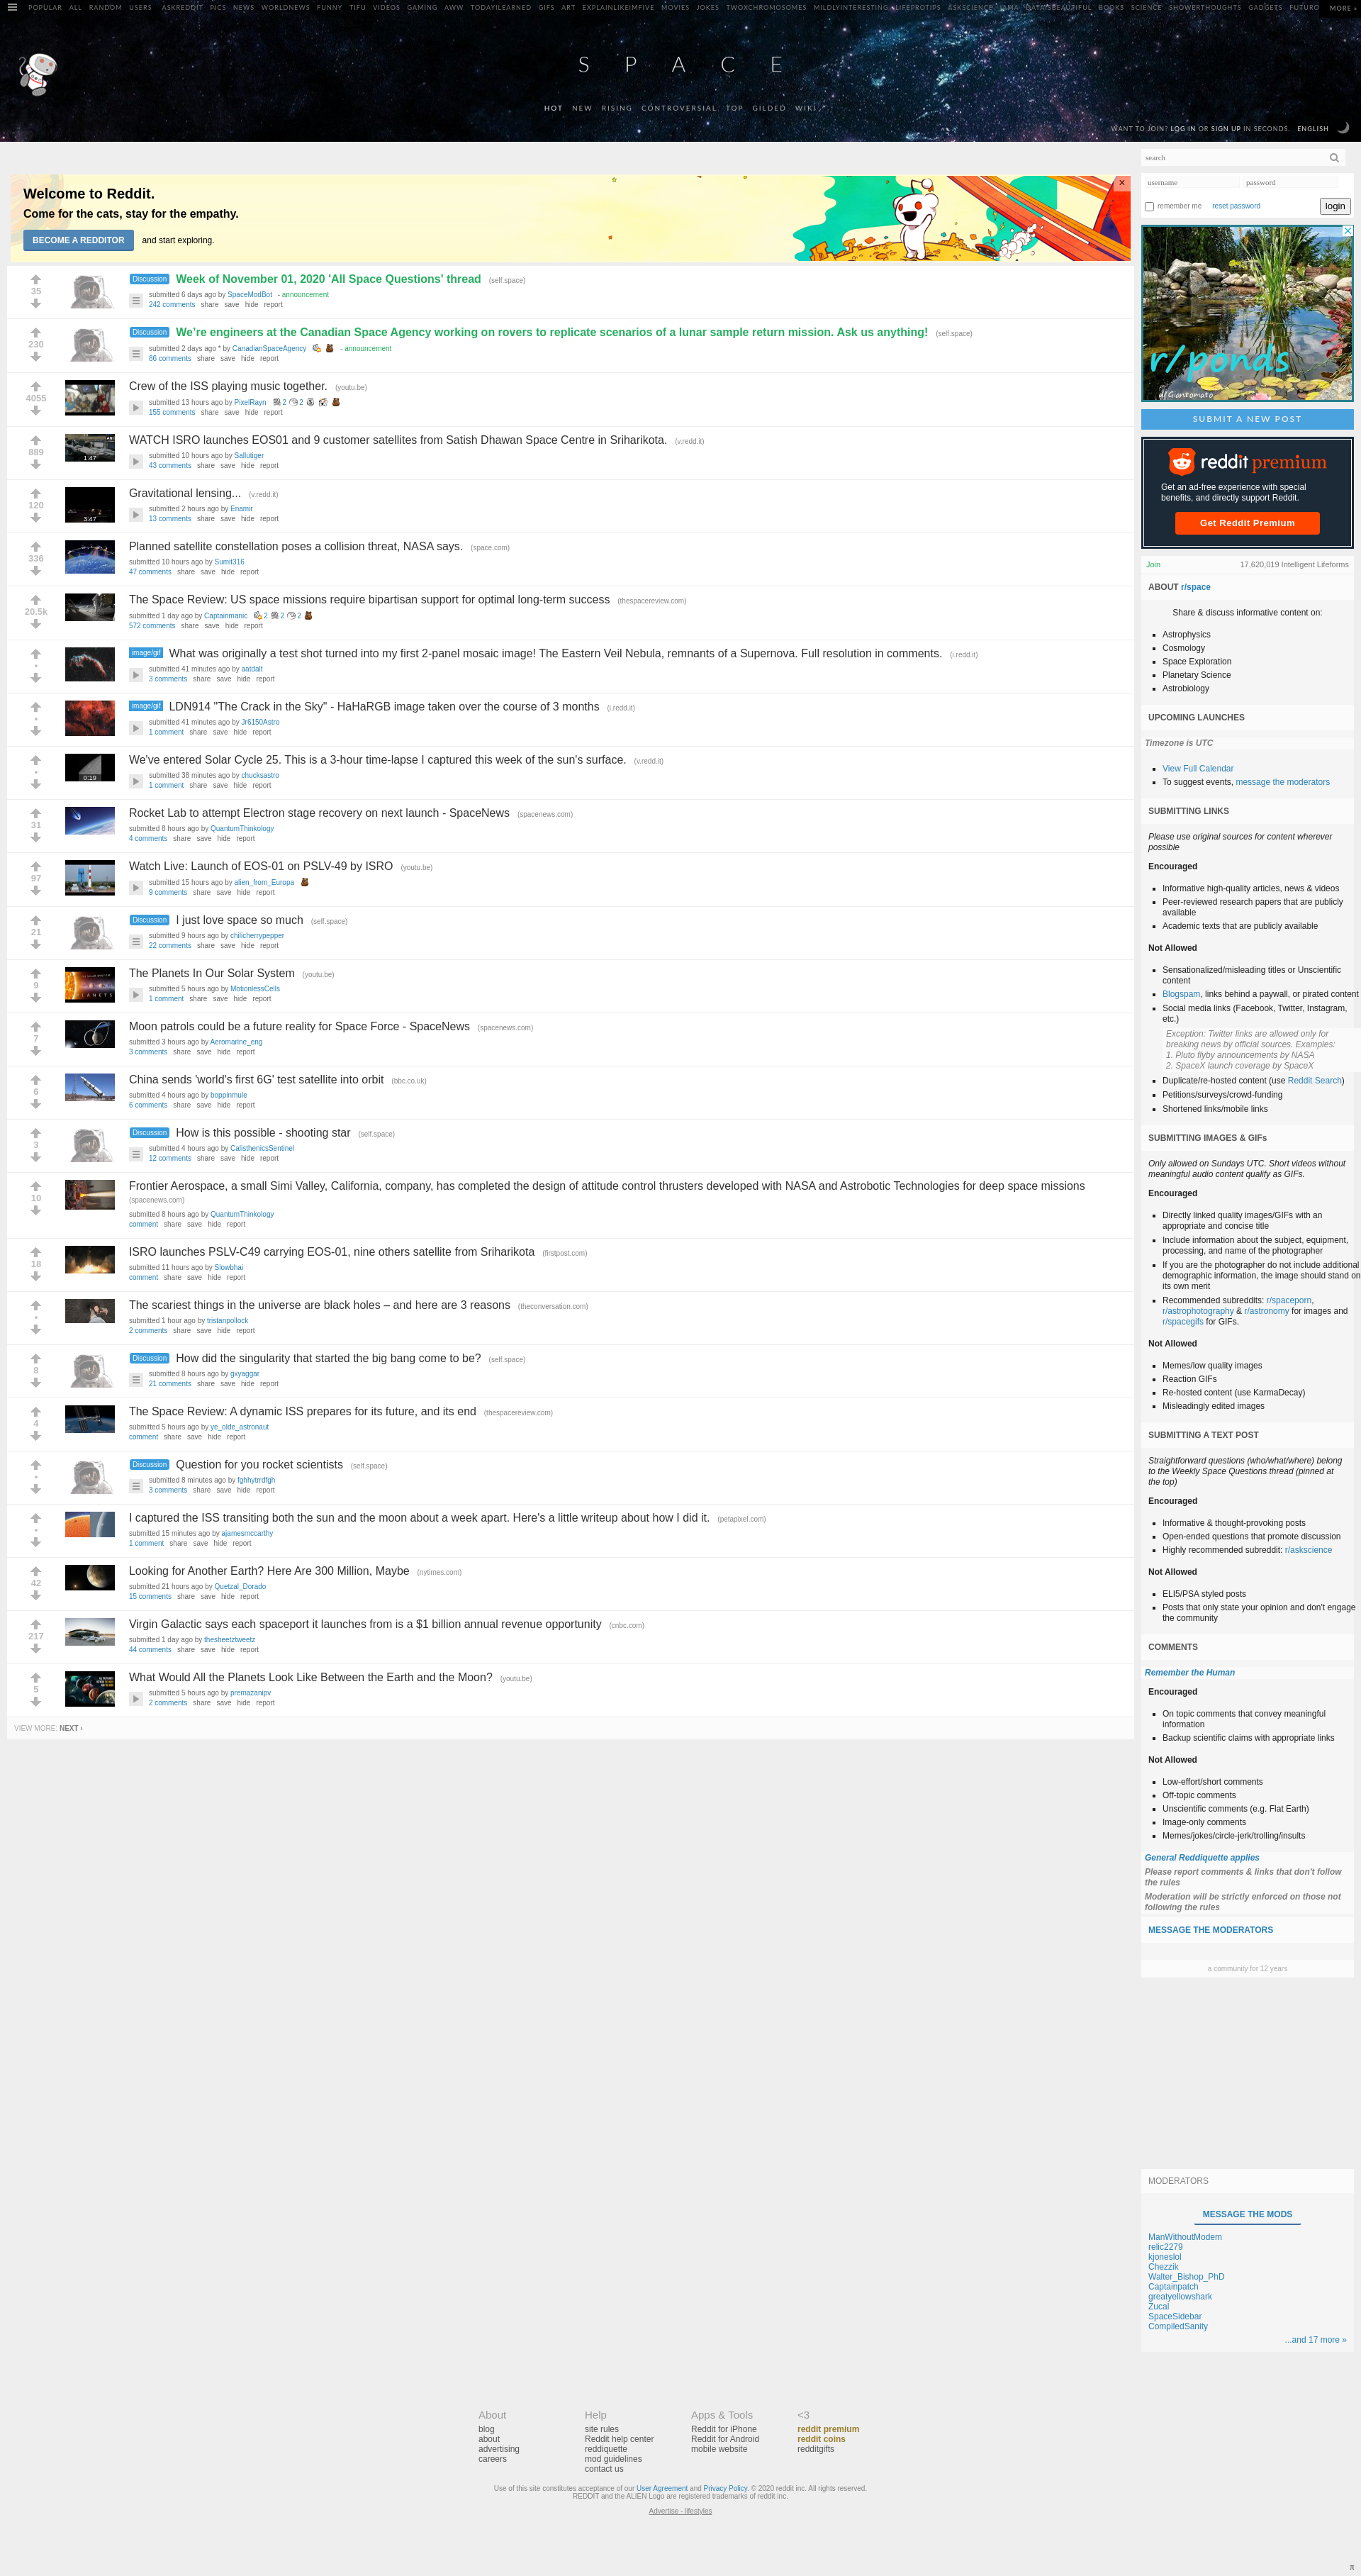 POPULAR ALL RANDOM USERS ASKREDDIT PICS NEWS WORLDNEWS FUNNY TIFU VIDEOS GAMING AWW TODAYILEARNED GIFS ART EXPLAINLIKEIMFIVE MOVIES JOKES TWOXCHROMOSOMES MILDLYINTERESTING LIFEPROTIPS ASKSCIENCE IAMA DATAISBEAUTIFUL BOOKS SCIENCE SHOWERTHOUGHTS GADGETS FUTURO MORE »
SPACE
HOT NEW RISING CONTROVERSIAL TOP GILDED WIKI
WANT TO JOIN? LOG IN OR SIGN UP IN SECONDS. ENGLISH
Welcome to Reddit.
Come for the cats, stay for the empathy.
BECOME A REDDITOR and start exploring.
×
35
Discussion Week of November 01, 2020 'All Space Questions' thread (self.space)
submitted 6 days ago by SpaceModBot - announcement
242 comments share save hide report
230
Discussion We're engineers at the Canadian Space Agency working on rovers to replicate scenarios of a lunar sample return mission. Ask us anything! (self.space)
submitted 2 days ago * by CanadianSpaceAgency - announcement
86 comments share save hide report
4055
Crew of the ISS playing music together. (youtu.be)
submitted 13 hours ago by PixelRayn 2 2
155 comments share save hide report
889
1:47
WATCH ISRO launches EOS01 and 9 customer satellites from Satish Dhawan Space Centre in Sriharikota. (v.redd.it)
submitted 10 hours ago by Sallutiger
43 comments share save hide report
120
3:47
Gravitational lensing... (v.redd.it)
submitted 2 hours ago by Enamir
13 comments share save hide report
336
Planned satellite constellation poses a collision threat, NASA says. (space.com)
submitted 10 hours ago by Sumit316
47 comments share save hide report
20.5k
The Space Review: US space missions require bipartisan support for optimal long-term success (thespacereview.com)
submitted 1 day ago by Captainmanic 2 2 2
572 comments share save hide report
•
image/gif What was originally a test shot turned into my first 2-panel mosaic image! The Eastern Veil Nebula, remnants of a Supernova. Full resolution in comments. (i.redd.it)
submitted 41 minutes ago by aatdalt
3 comments share save hide report
•
image/gif LDN914 "The Crack in the Sky" - HaHaRGB image taken over the course of 3 months (i.redd.it)
submitted 41 minutes ago by Jr6150Astro
1 comment share save hide report
•
0:19
We've entered Solar Cycle 25. This is a 3-hour time-lapse I captured this week of the sun's surface. (v.redd.it)
submitted 38 minutes ago by chucksastro
1 comment share save hide report
31
Rocket Lab to attempt Electron stage recovery on next launch - SpaceNews (spacenews.com)
submitted 8 hours ago by QuantumThinkology
4 comments share save hide report
97
Watch Live: Launch of EOS-01 on PSLV-49 by ISRO (youtu.be)
submitted 15 hours ago by alien_from_Europa
9 comments share save hide report
21
Discussion I just love space so much (self.space)
submitted 9 hours ago by chilicherrypepper
22 comments share save hide report
9
The Planets In Our Solar System (youtu.be)
submitted 5 hours ago by MotionlessCells
1 comment share save hide report
7
Moon patrols could be a future reality for Space Force - SpaceNews (spacenews.com)
submitted 3 hours ago by Aeromarine_eng
3 comments share save hide report
6
China sends 'world's first 6G' test satellite into orbit (bbc.co.uk)
submitted 4 hours ago by boppinmule
6 comments share save hide report
3
Discussion How is this possible - shooting star (self.space)
submitted 4 hours ago by CalisthenicsSentinel
12 comments share save hide report
10
Frontier Aerospace, a small Simi Valley, California, company, has completed the design of attitude control thrusters developed with NASA and Astrobotic Technologies for deep space missions
(spacenews.com)
submitted 8 hours ago by QuantumThinkology
comment share save hide report
18
ISRO launches PSLV-C49 carrying EOS-01, nine others satellite from Sriharikota (firstpost.com)
submitted 11 hours ago by Slowbhai
comment share save hide report
•
The scariest things in the universe are black holes – and here are 3 reasons (theconversation.com)
submitted 1 hour ago by tristanpollock
2 comments share save hide report
8
Discussion How did the singularity that started the big bang come to be? (self.space)
submitted 8 hours ago by gxyaggar
21 comments share save hide report
4
The Space Review: A dynamic ISS prepares for its future, and its end (thespacereview.com)
submitted 5 hours ago by ye_olde_astronaut
comment share save hide report
•
Discussion Question for you rocket scientists (self.space)
submitted 8 minutes ago by fghhytrrdfgh
3 comments share save hide report
•
I captured the ISS transiting both the sun and the moon about a week apart. Here's a little writeup about how I did it. (petapixel.com)
submitted 15 minutes ago by ajamesmccarthy
1 comment share save hide report
42
Looking for Another Earth? Here Are 300 Million, Maybe (nytimes.com)
submitted 21 hours ago by Quetzal_Dorado
15 comments share save hide report
217
Virgin Galactic says each spaceport it launches from is a $1 billion annual revenue opportunity (cnbc.com)
submitted 1 day ago by thesheetztweetz
44 comments share save hide report
5
What Would All the Planets Look Like Between the Earth and the Moon? (youtu.be)
submitted 5 hours ago by premazanipv
2 comments share save hide report
VIEW MORE: NEXT ›
search
username password
remember me reset password login
r/ponds
u/Giantomato
SUBMIT A NEW POST
reddit premium
Get an ad-free experience with special
benefits, and directly support Reddit.
Get Reddit Premium
Join 17,620,019 Intelligent Lifeforms
ABOUT r/space
Share & discuss informative content on:
Astrophysics
Cosmology
Space Exploration
Planetary Science
Astrobiology
UPCOMING LAUNCHES
Timezone is UTC
View Full Calendar
To suggest events, message the moderators
SUBMITTING LINKS
Please use original sources for content wherever
possible
Encouraged
Informative high-quality articles, news & videos
Peer-reviewed research papers that are publicly
available
Academic texts that are publicly available
Not Allowed
Sensationalized/misleading titles or Unscientific
content
Blogspam, links behind a paywall, or pirated content
Social media links (Facebook, Twitter, Instagram,
etc.)
Exception: Twitter links are allowed only for
breaking news by official sources. Examples:
1. Pluto flyby announcements by NASA
2. SpaceX launch coverage by SpaceX
Duplicate/re-hosted content (use Reddit Search)
Petitions/surveys/crowd-funding
Shortened links/mobile links
SUBMITTING IMAGES & GIFs
Only allowed on Sundays UTC. Short videos without
meaningful audio content qualify as GIFs.
Encouraged
Directly linked quality images/GIFs with an
appropriate and concise title
Include information about the subject, equipment,
processing, and name of the photographer
If you are the photographer do not include additional
demographic information, the image should stand on
its own merit
Recommended subreddits: r/spaceporn,
r/astrophotography & r/astronomy for images and
r/spacegifs for GIFs.
Not Allowed
Memes/low quality images
Reaction GIFs
Re-hosted content (use KarmaDecay)
Misleadingly edited images
SUBMITTING A TEXT POST
Straightforward questions (who/what/where) belong
to the Weekly Space Questions thread (pinned at
the top)
Encouraged
Informative & thought-provoking posts
Open-ended questions that promote discussion
Highly recommended subreddit: r/askscience
Not Allowed
ELI5/PSA styled posts
Posts that only state your opinion and don't engage
the community
COMMENTS
Remember the Human
Encouraged
On topic comments that convey meaningful
information
Backup scientific claims with appropriate links
Not Allowed
Low-effort/short comments
Off-topic comments
Unscientific comments (e.g. Flat Earth)
Image-only comments
Memes/jokes/circle-jerk/trolling/insults
General Reddiquette applies
Please report comments & links that don't follow
the rules
Moderation will be strictly enforced on those not
following the rules
MESSAGE THE MODERATORS
a community for 12 years
MODERATORS
MESSAGE THE MODS
ManWithoutModem
relic2279
kjoneslol
Chezzik
Walter_Bishop_PhD
Captainpatch
greatyellowshark
Zucal
SpaceSidebar
CompiledSanity
...and 17 more »
About
blog
about
advertising
careers
Help
site rules
Reddit help center
reddiquette
mod guidelines
contact us
Apps & Tools
Reddit for iPhone
Reddit for Android
mobile website
<3
reddit premium
reddit coins
redditgifts
Use of this site constitutes acceptance of our User Agreement and Privacy Policy. © 2020 reddit inc. All rights reserved.
REDDIT and the ALIEN Logo are registered trademarks of reddit inc.
Advertise - lifestyles
π